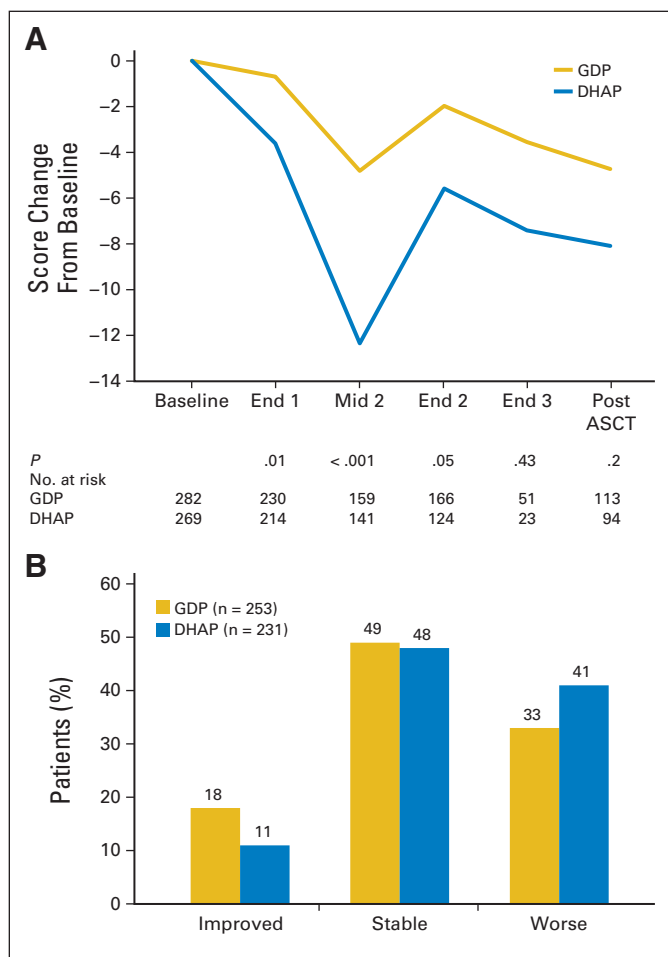 A
GDP
DHAP
Score Change
From Baseline
0
−2
−4
−6
−8
−10
−12
−14
Baseline End 1 Mid 2 End 2 End 3 Post
ASCT
P .01 < .001 .05 .43 .2
No. at risk
GDP 282 230 159 166 51 113
DHAP 269 214 141 124 23 94
B
GDP (n = 253)
DHAP (n = 231)
Patients (%)
60
50
40
30
20
10
0
18 11 49 48 33 41
Improved Stable Worse